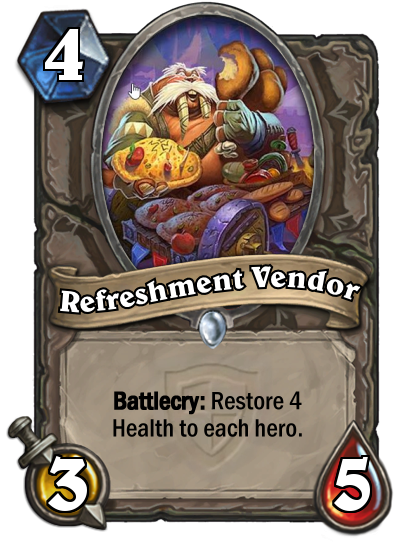 4
Refreshment Vendor
Battlecry: Restore 4
Health to each hero.
3
5